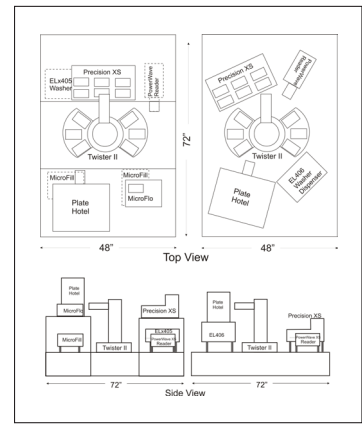 ELx405
Washer
Precision XS
PowerWave
Reader
Twister II
MicroFill
Plate
Hotel
MicroFill
MicroFlo
72"
48"
Precision XS
PowerWave
Reader
Twister II
Plate
Hotel
EL406
Washer
Dispenser
48"
Top View
Plate
Hotel
MicroFlo
MicroFill
Twister II
Precision XS
ELx405
Reader
72"
Plate
Hotel
EL406
Twister II
Precision XS
Reader
72"
Side View